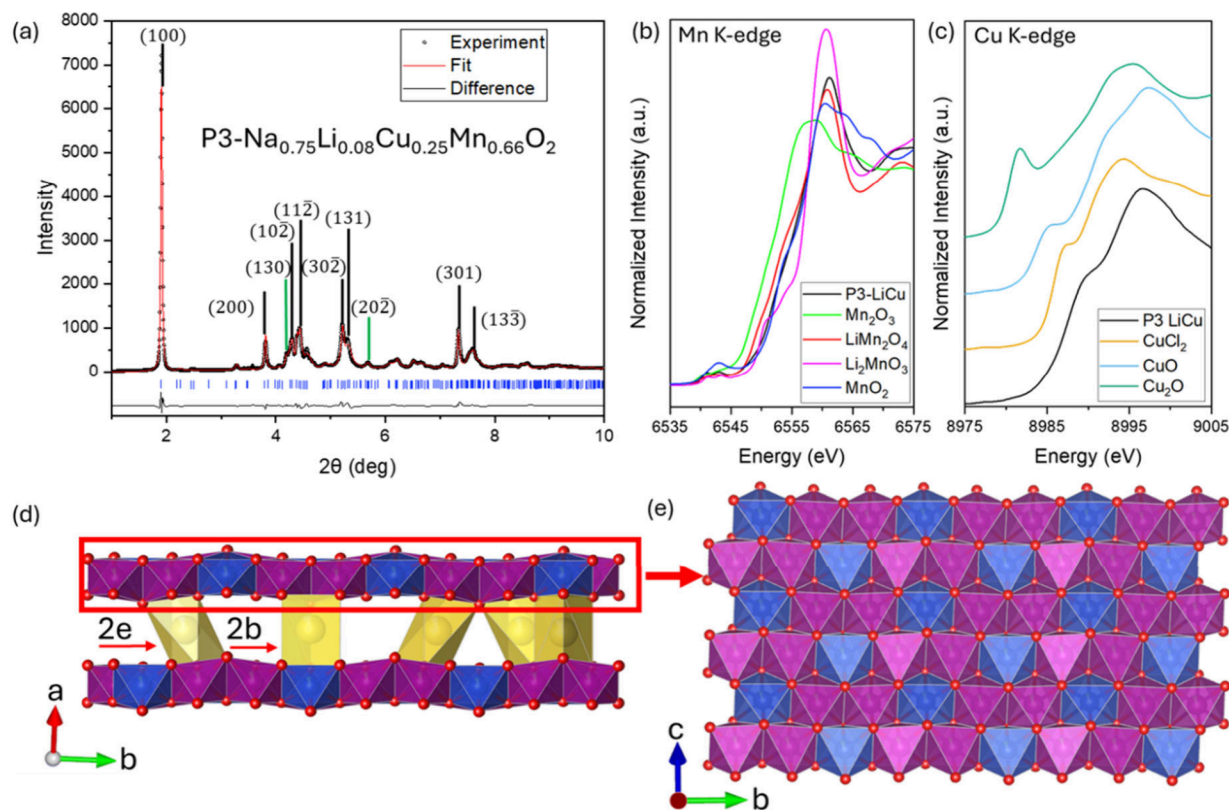 (a)
8000
7000
6000
5000
4000
3000
2000
1000
0
Intensity
(100)
Experiment
Fit
Difference
P3-Na0.75Li0.08Cu0.25Mn0.66O2
(112̄)
(131)
(102̄)
(130)
(302̄)
(200)
(301)
(202̄)
(133̄)
2 4 6 8 10
2θ (deg)
(b)
Mn K-edge
Normalized Intensity (a.u.)
P3-LiCu
Mn2O3
LiMn2O4
Li2MnO3
MnO2
6535 6545 6555 6565 6575
Energy (eV)
(c)
Cu K-edge
Normalized Intensity (a.u.)
P3 LiCu
CuCl2
CuO
Cu2O
8975 8985 8995 9005
Energy (eV)
(d)
2e
2b
a
b
(e)
c
b